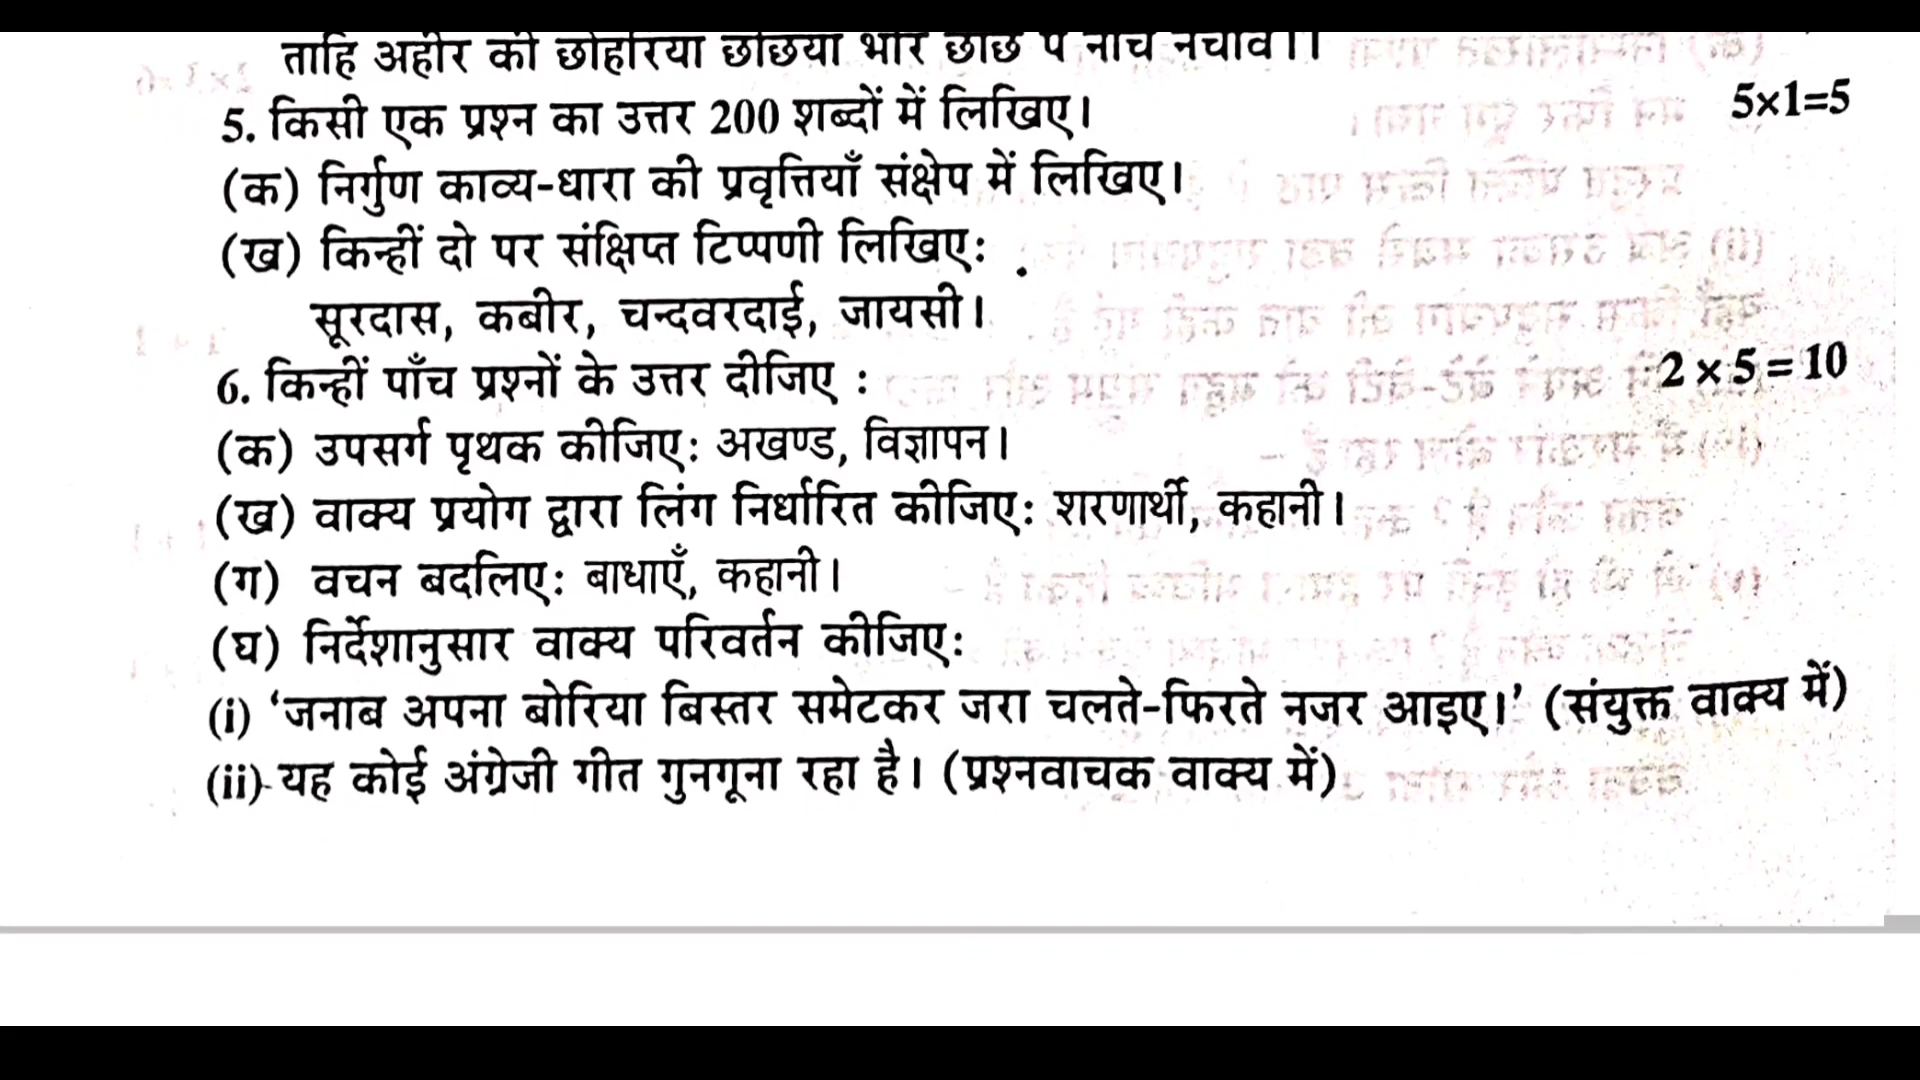 ताहि अहीर की छोहरिया छछिया भरि छाछ पै नाच नचावै।।
5. किसी एक प्रश्न का उत्तर 200 शब्दों में लिखिए। 5×1=5
(क) निर्गुण काव्य-धारा की प्रवृत्तियाँ संक्षेप में लिखिए।
(ख) किन्हीं दो पर संक्षिप्त टिप्पणी लिखिए:
सूरदास, कबीर, चन्दवरदाई, जायसी।
6. किन्हीं पाँच प्रश्नों के उत्तर दीजिए : 2 × 5 = 10
(क) उपसर्ग पृथक कीजिए: अखण्ड, विज्ञापन।
(ख) वाक्य प्रयोग द्वारा लिंग निर्धारित कीजिए: शरणार्थी, कहानी।
(ग) वचन बदलिए: बाधाएँ, कहानी।
(घ) निर्देशानुसार वाक्य परिवर्तन कीजिए:
(i) ‘जनाब अपना बोरिया बिस्तर समेटकर जरा चलते-फिरते नजर आइए।’ (संयुक्त वाक्य में)
(ii) यह कोई अंग्रेजी गीत गुनगूना रहा है। (प्रश्नवाचक वाक्य में)